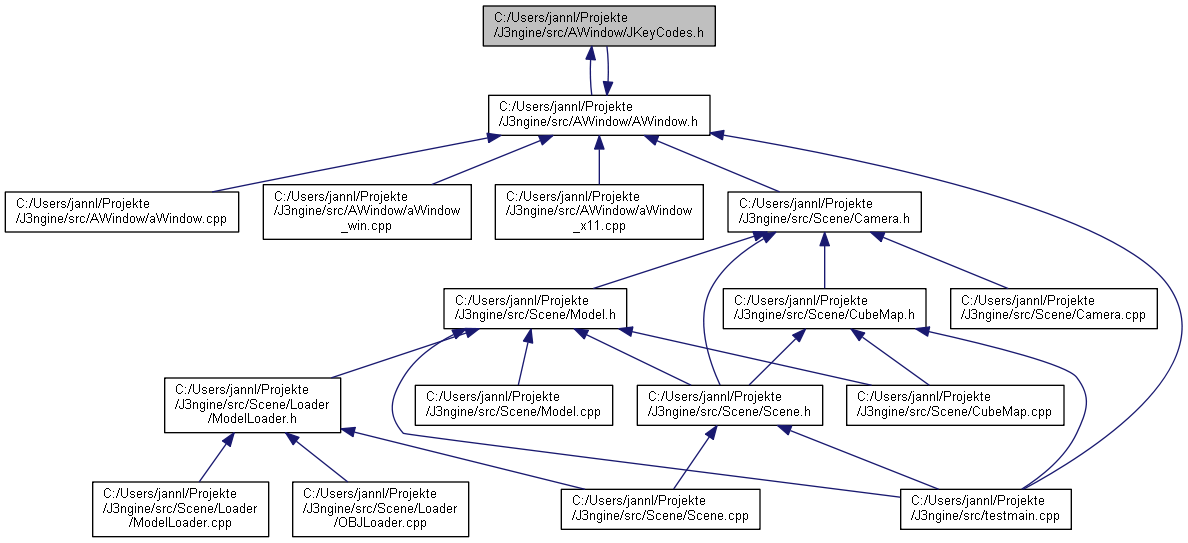 C:/Users/jannl/Projekte
/J3ngine/src/AWindow/JKeyCodes.h
C:/Users/jannl/Projekte
/J3ngine/src/AWindow/AWindow.h
C:/Users/jannl/Projekte
/J3ngine/src/AWindow/aWindow.cpp
C:/Users/jannl/Projekte
/J3ngine/src/AWindow/aWindow
_win.cpp
C:/Users/jannl/Projekte
/J3ngine/src/AWindow/aWindow
_x11.cpp
C:/Users/jannl/Projekte
/J3ngine/src/Scene/Camera.h
C:/Users/jannl/Projekte
/J3ngine/src/Scene/Model.h
C:/Users/jannl/Projekte
/J3ngine/src/Scene/CubeMap.h
C:/Users/jannl/Projekte
/J3ngine/src/Scene/Camera.cpp
C:/Users/jannl/Projekte
/J3ngine/src/Scene/Loader
/ModelLoader.h
C:/Users/jannl/Projekte
/J3ngine/src/Scene/Model.cpp
C:/Users/jannl/Projekte
/J3ngine/src/Scene/Scene.h
C:/Users/jannl/Projekte
/J3ngine/src/Scene/CubeMap.cpp
C:/Users/jannl/Projekte
/J3ngine/src/Scene/Loader
/ModelLoader.cpp
C:/Users/jannl/Projekte
/J3ngine/src/Scene/Loader
/OBJLoader.cpp
C:/Users/jannl/Projekte
/J3ngine/src/Scene/Scene.cpp
C:/Users/jannl/Projekte
/J3ngine/src/testmain.cpp